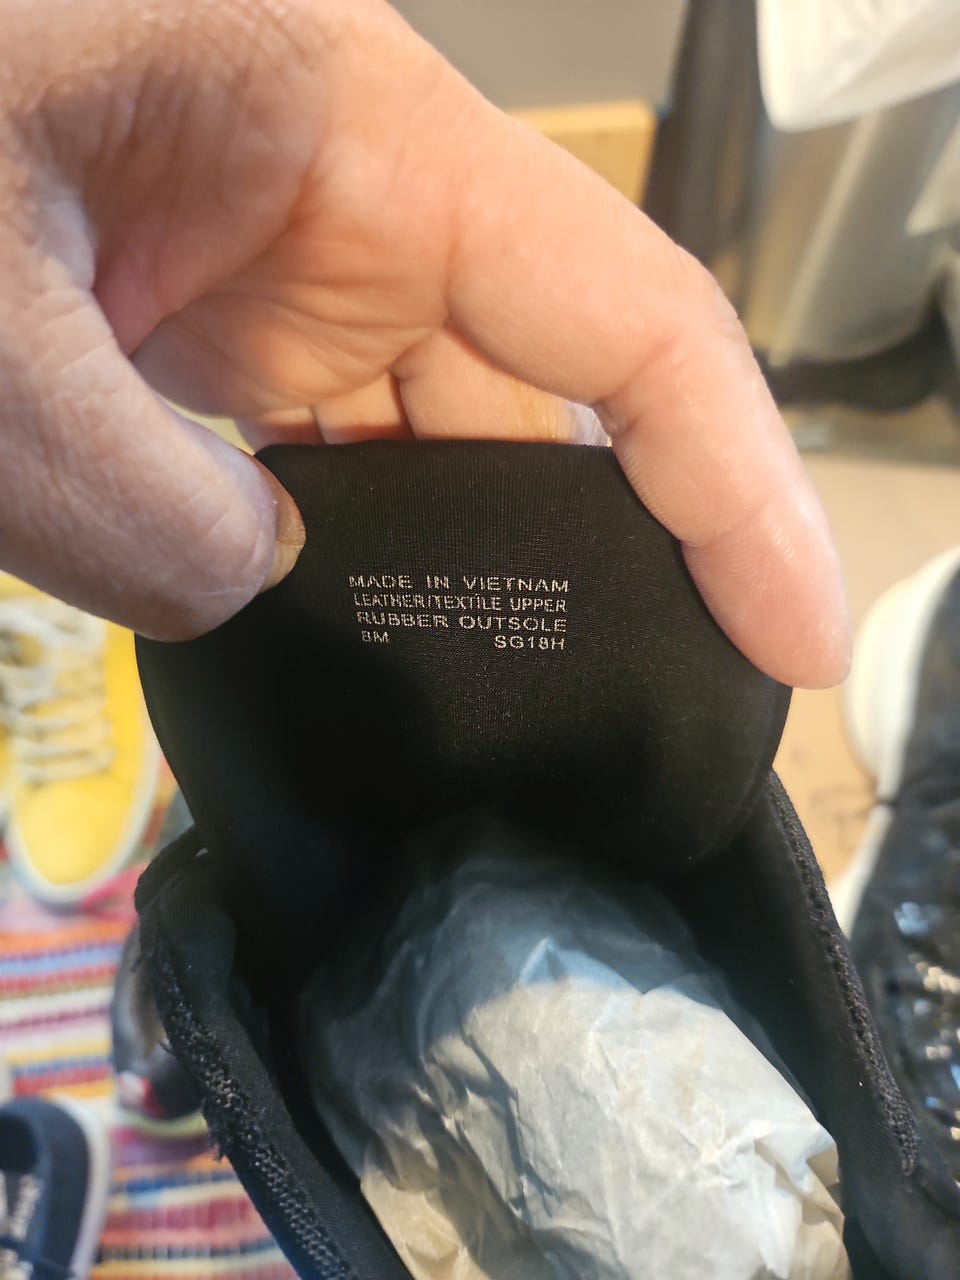 MADE IN VIETNAM
LEATHER/TEXTILE UPPER
RUBBER OUTSOLE
8M SG18H